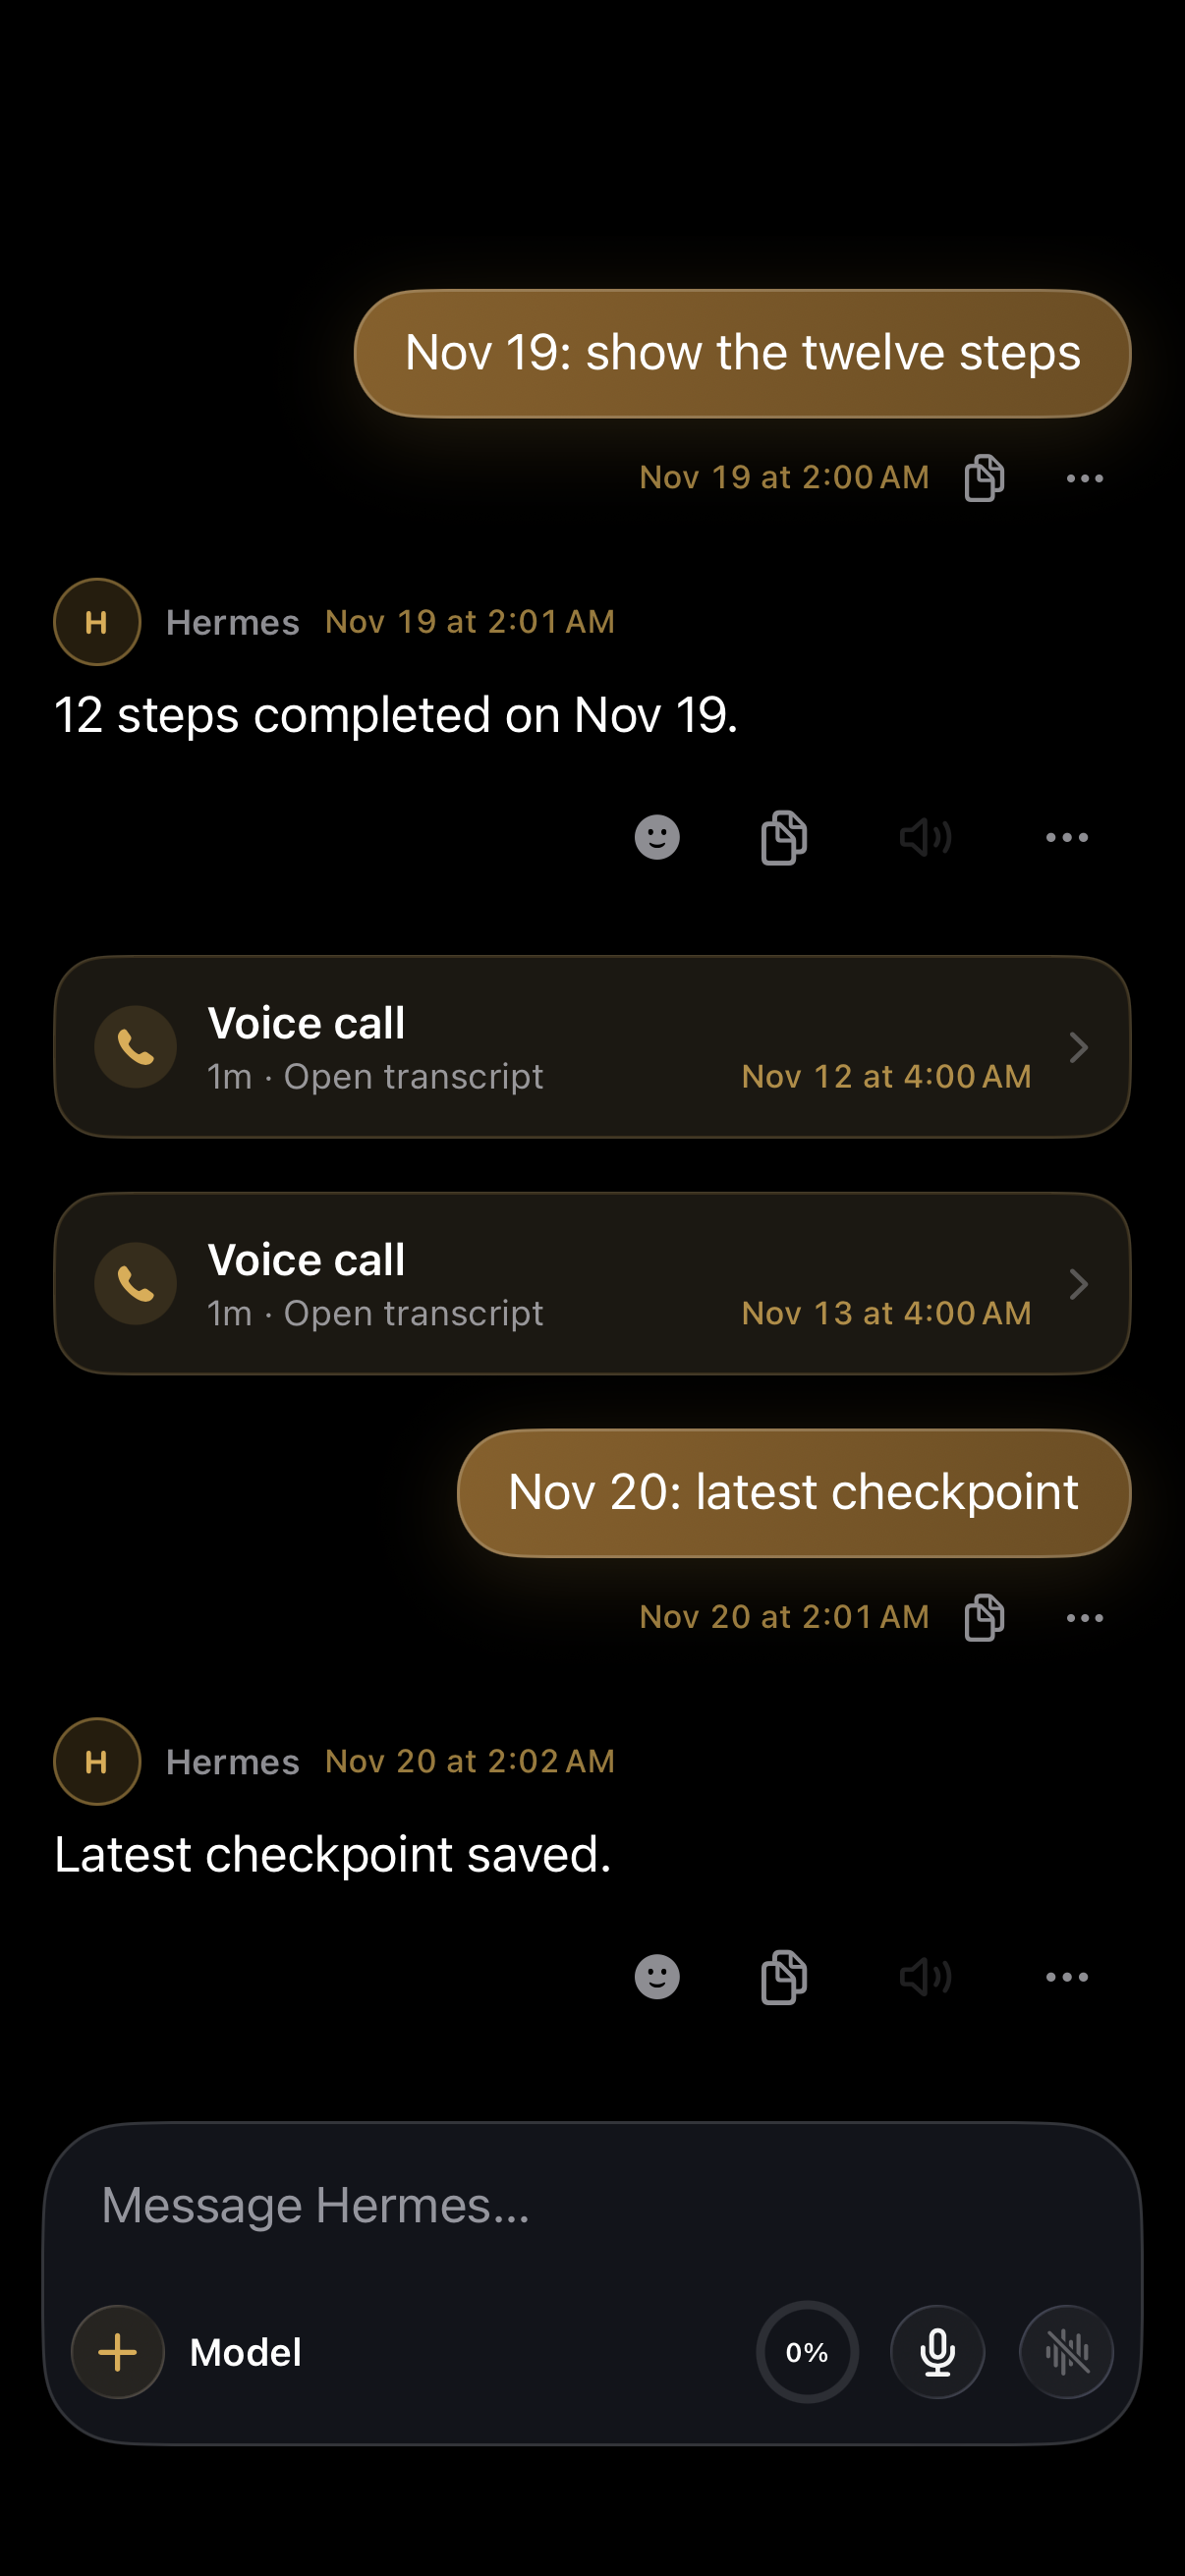 Nov 19: show the twelve steps
Nov 19 at 2:00 AM
H Hermes Nov 19 at 2:01 AM
12 steps completed on Nov 19.
Voice call
1m · Open transcript Nov 12 at 4:00 AM
Voice call
1m · Open transcript Nov 13 at 4:00 AM
Nov 20: latest checkpoint
Nov 20 at 2:01 AM
H Hermes Nov 20 at 2:02 AM
Latest checkpoint saved.
Message Hermes...
Model 0%